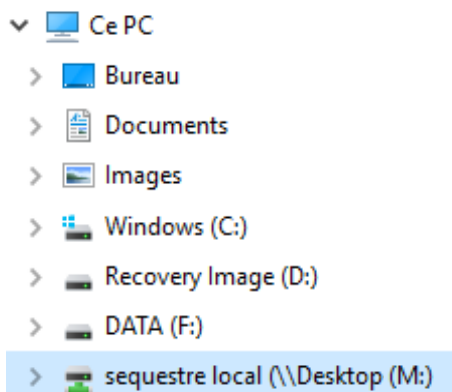 Ce PC
Bureau
Documents
Images
Windows (C:)
Recovery Image (D:)
DATA (F:)
sequestre local (\\Desktop (M:)